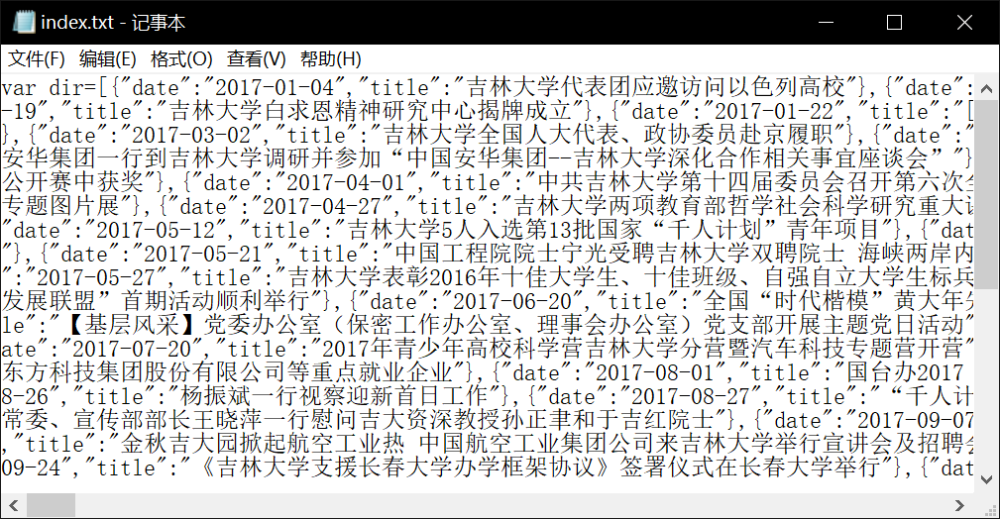 index.txt - 记事本
文件(F) 编辑(E) 格式(O) 查看(V) 帮助(H)
var dir=[{"date":"2017-01-04","title":"吉林大学代表团应邀访问以色列高校"},{"date":
-19","title":"吉林大学白求恩精神研究中心揭牌成立"},{"date":"2017-01-22","title":"[
},{"date":"2017-03-02","title":"吉林大学全国人大代表、政协委员赴京履职"},{"date":"
安华集团一行到吉林大学调研并参加“中国安华集团--吉林大学深化合作相关事宜座谈会”"}
公开赛中获奖"},{"date":"2017-04-01","title":"中共吉林大学第十四届委员会召开第六次全
专题图片展"},{"date":"2017-04-27","title":"吉林大学两项教育部哲学社会科学研究重大课
"date":"2017-05-12","title":"吉林大学5人入选第13批国家“千人计划”青年项目"},{"dat
"},{"date":"2017-05-21","title":"中国工程院院士宁光受聘吉林大学双聘院士 海峡两岸内
":"2017-05-27","title":"吉林大学表彰2016年十佳大学生、十佳班级、自强自立大学生标兵
发展联盟”首期活动顺利举行"},{"date":"2017-06-20","title":"全国“时代楷模”黄大年先
le":"【基层风采】党委办公室（保密工作办公室、理事会办公室）党支部开展主题党日活动"
ate":"2017-07-20","title":"2017年青少年高校科学营吉林大学分营暨汽车科技专题营开营"
东方科技集团股份有限公司等重点就业企业"},{"date":"2017-08-01","title":"国台办2017
8-26","title":"杨振斌一行视察迎新首日工作"},{"date":"2017-08-27","title":"“千人计
常委、宣传部部长王晓萍一行慰问吉大资深教授孙正聿和于吉红院士"},{"date":"2017-09-07
,"title":"金秋吉大园掀起航空工业热 中国航空工业集团公司来吉林大学举行宣讲会及招聘会
09-24","title":"《吉林大学支援长春大学办学框架协议》签署仪式在长春大学举行"},{"dat